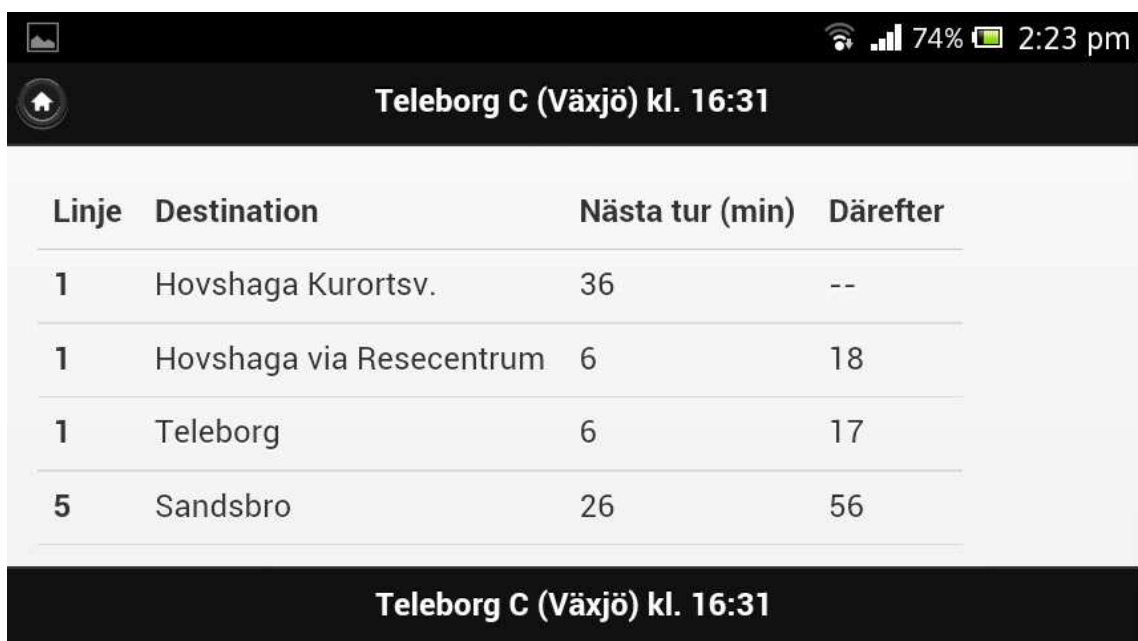 74% 2:23 pm
Teleborg C (Växjö) kl. 16:31
Linje Destination Nästa tur (min) Därefter
1 Hovshaga Kurortsv. 36 --
1 Hovshaga via Resecentrum 6 18
1 Teleborg 6 17
5 Sandsbro 26 56
Teleborg C (Växjö) kl. 16:31